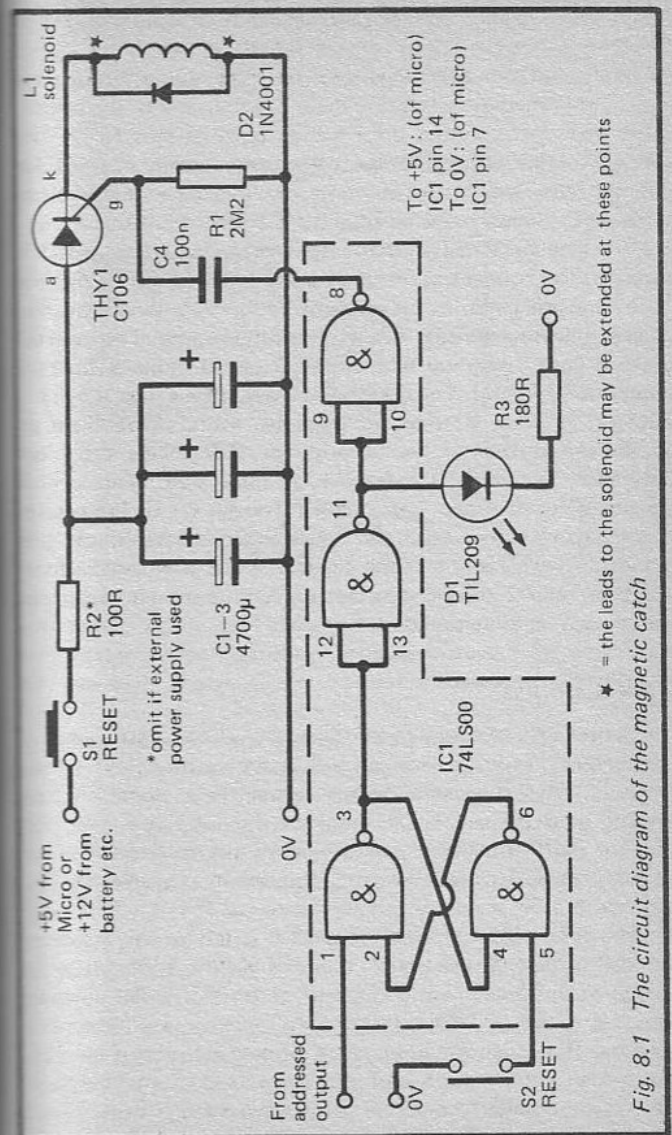 +5V from
Micro or
+12V from
battery etc.
S1
RESET
R2*
100R
*omit if external
power supply used
C1–3
4700µ
+
+
+
THY1
C106
a
k
g
C4
100n
R1
2M2
L1
solenoid
*
*
D2
1N4001
0V
From
addressed
output
0V
S2
RESET
1
2
&
3
4
5
&
6
IC1
74LS00
12
13
&
11
9
10
&
8
D1
TIL209
R3
180R
0V
To +5V: (of micro)
IC1 pin 14
To 0V: (of micro)
IC1 pin 7
* = the leads to the solenoid may be extended at these points
Fig. 8.1 The circuit diagram of the magnetic catch